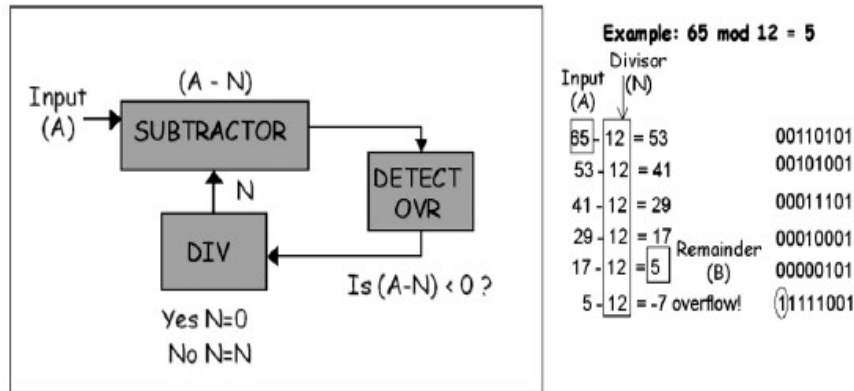 (A - N)
Input
(A)
SUBTRACTOR
N
DETECT
OVR
DIV
Is (A-N) < 0 ?
Yes N=0
No N=N
Example: 65 mod 12 = 5
Divisor
(N)
Input
(A)
65 - 12 = 53 00110101
53 - 12 = 41 00101001
41 - 12 = 29 00011101
29 - 12 = 17 00010001
Remainder
(B)
17 - 12 = 5 00000101
5 - 12 = -7 overflow! 11111001